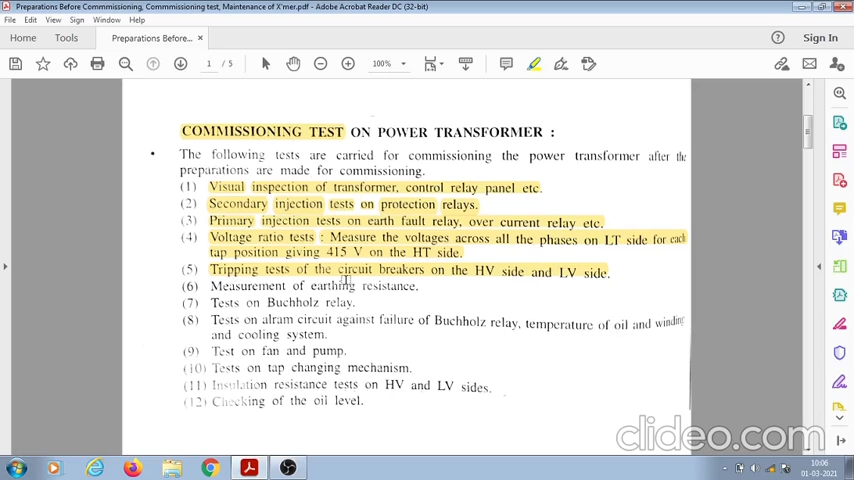 Preparations Before Commmissioning, Commmissioning test, Maintenance of X'mer.pdf - Adobe Acrobat Reader DC (32-bit)
File Edit View Sign Window Help
Home Tools Preparations Before... × Sign In
1 / 5 100%
COMMISSIONING TEST ON POWER TRANSFORMER :
• The following tests are carried for commissioning the power transformer after the
preparations are made for commissioning.
(1) Visual inspection of transformer, control relay panel etc.
(2) Secondary injection tests on protection relays.
(3) Primary injection tests on earth fault relay, over current relay etc.
(4) Voltage ratio tests : Measure the voltages across all the phases on LT side for each
tap position giving 415 V on the HT side.
(5) Tripping tests of the circuit breakers on the HV side and LV side.
(6) Measurement of earthing resistance.
(7) Tests on Buchholz relay.
(8) Tests on alram circuit against failure of Buchholz relay, temperature of oil and winding
and cooling system.
(9) Test on fan and pump.
(10) Tests on tap changing mechanism.
(11) Insulation resistance tests on HV and LV sides.
(12) Checking of the oil level.
clideo.com
10:06
01-03-2021